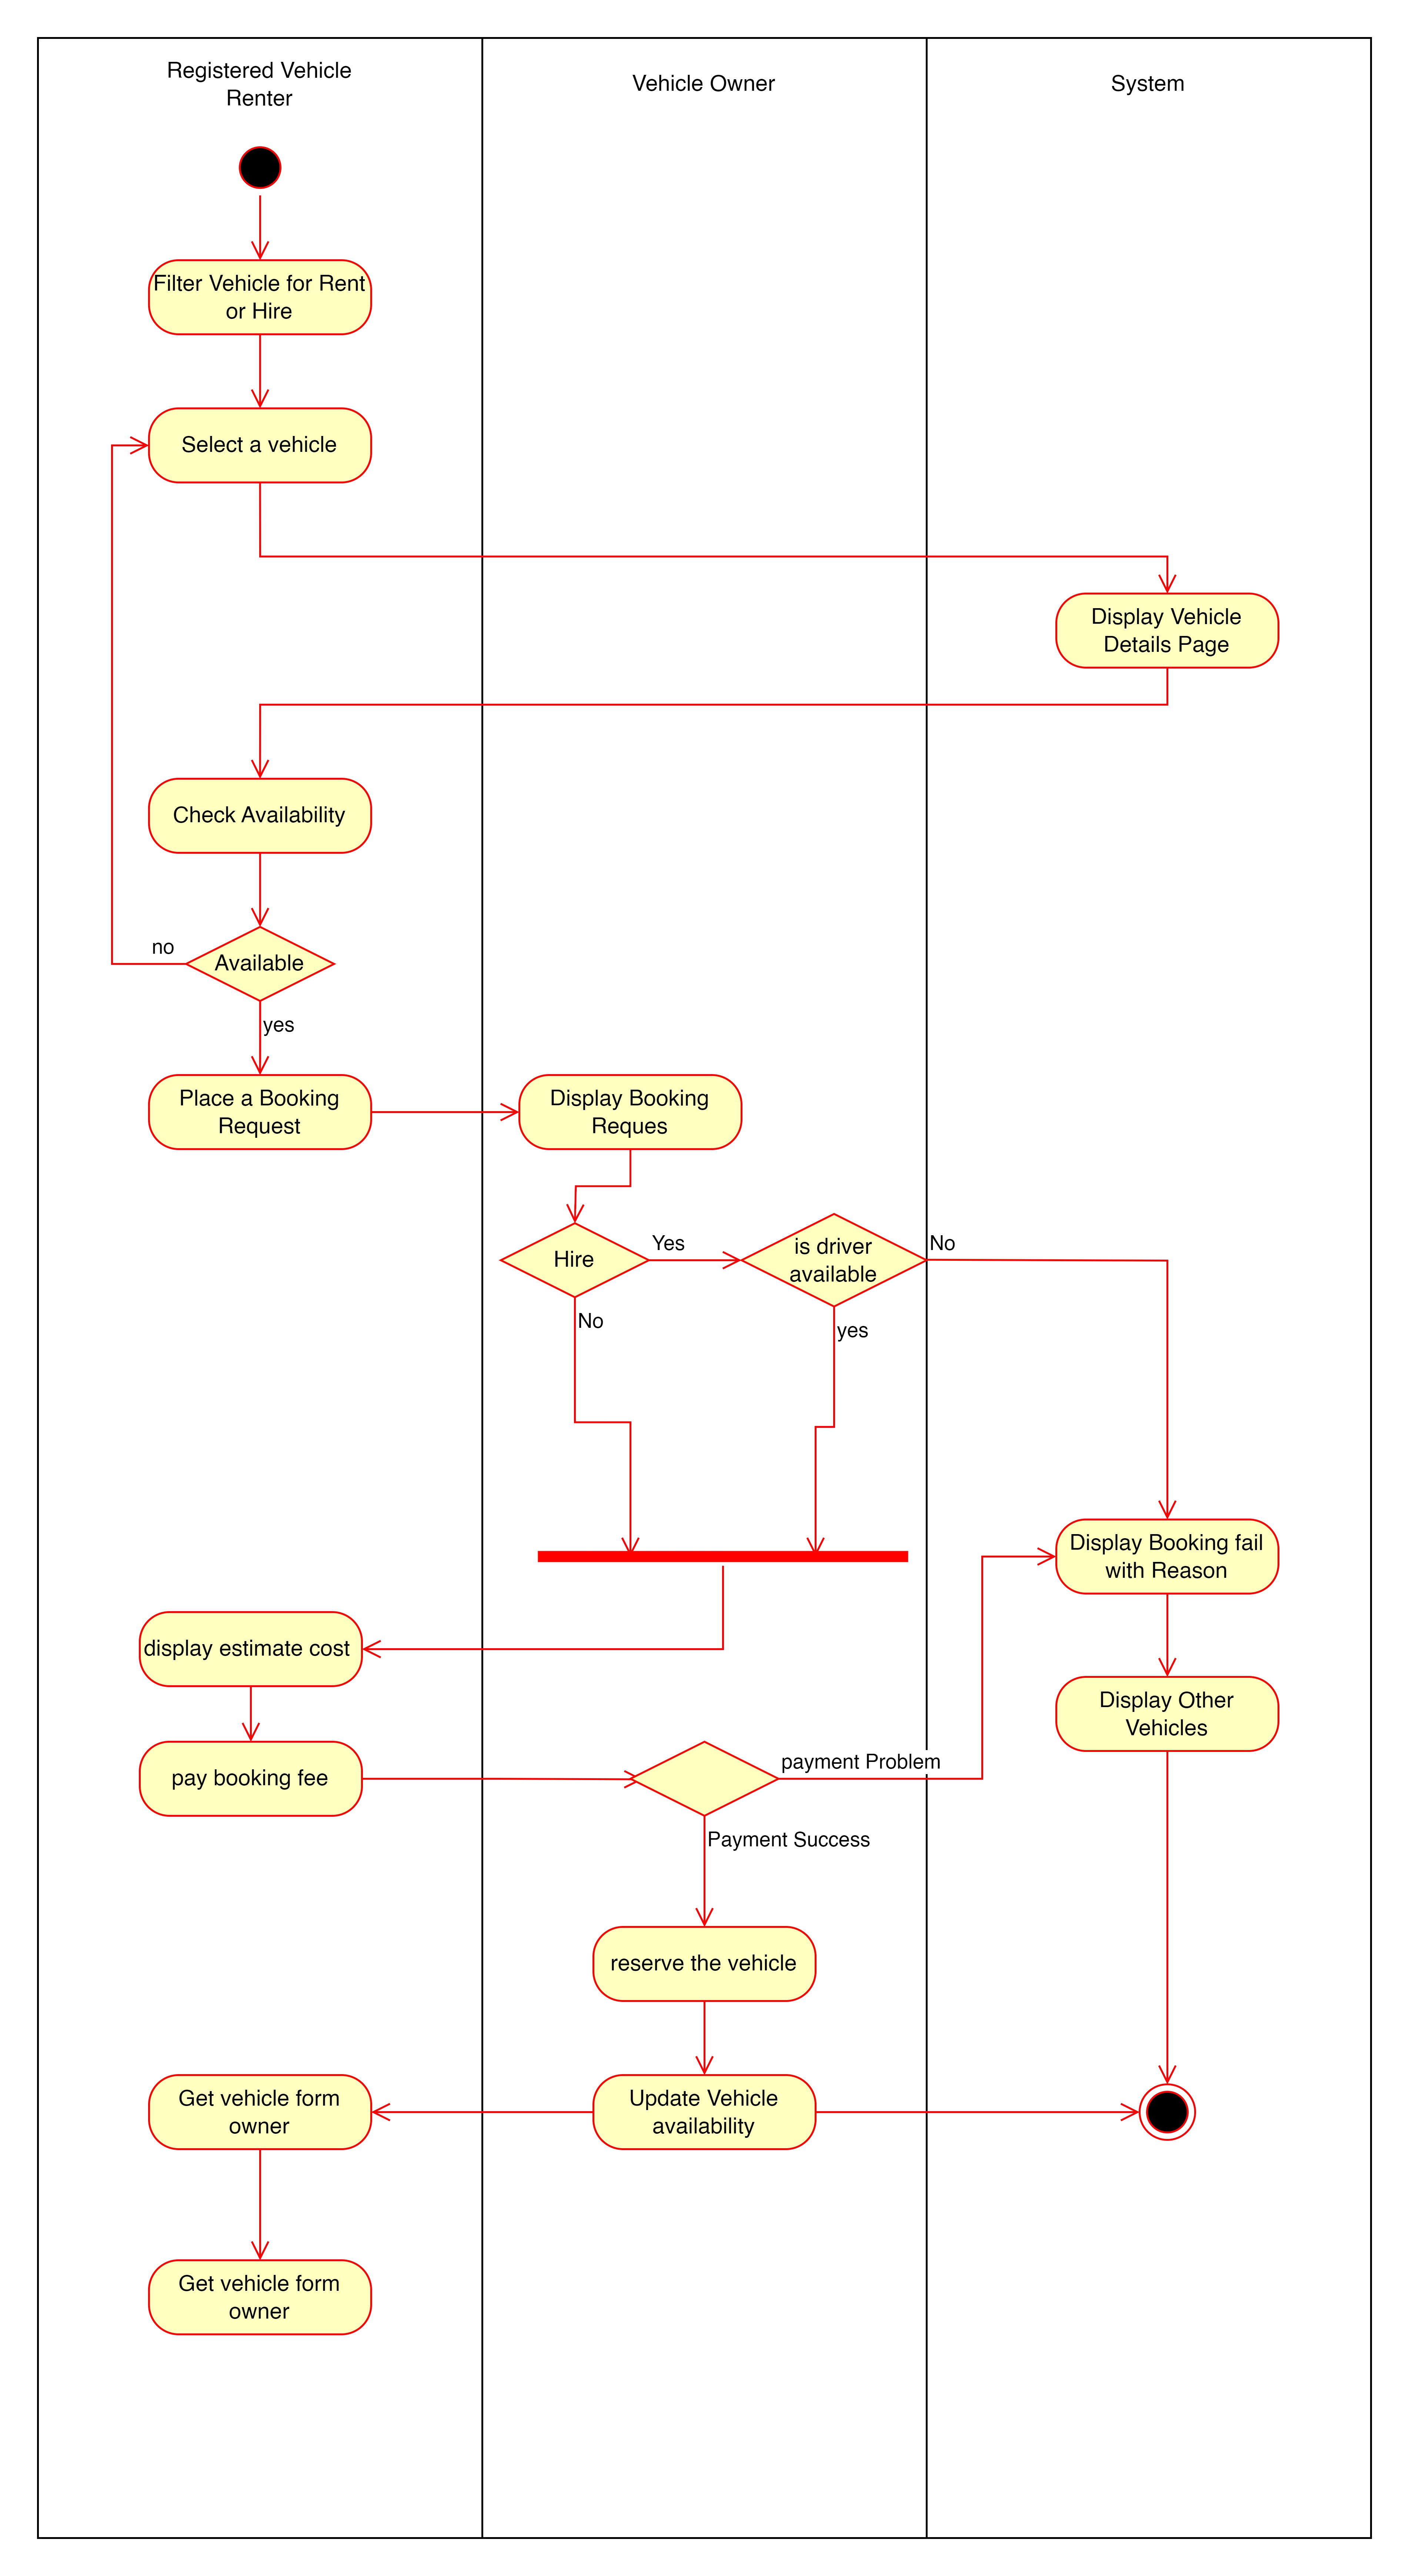 Registered Vehicle
Renter
Vehicle Owner
System
Filter Vehicle for Rent
or Hire
Select a vehicle
Display Vehicle
Details Page
Check Availability
Available
no
yes
Place a Booking
Request
Display Booking
Reques
Hire
Yes
No
is driver
available
No
yes
Display Booking fail
with Reason
display estimate cost
Display Other
Vehicles
pay booking fee
payment Problem
Payment Success
reserve the vehicle
Get vehicle form
owner
Update Vehicle
availability
Get vehicle form
owner